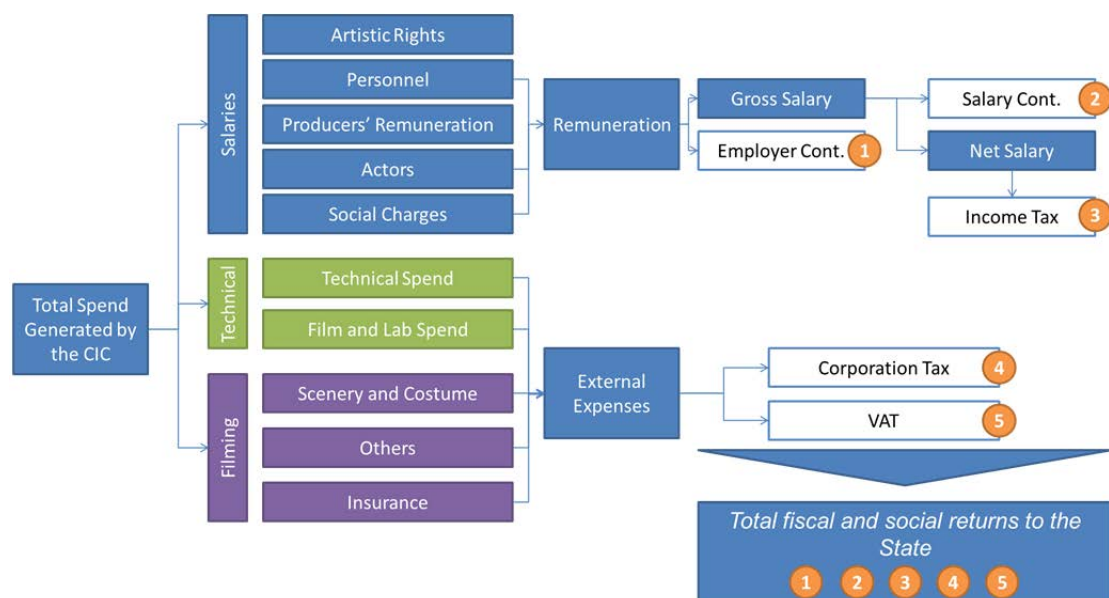 Total Spend
Generated by
the CIC
Salaries
Artistic Rights
Personnel
Producers' Remuneration
Actors
Social Charges
Technical
Technical Spend
Film and Lab Spend
Filming
Scenery and Costume
Others
Insurance
Remuneration
Gross Salary
Employer Cont. 1
Salary Cont. 2
Net Salary
Income Tax 3
External
Expenses
Corporation Tax 4
VAT 5
Total fiscal and social returns to the
State
1 2 3 4 5